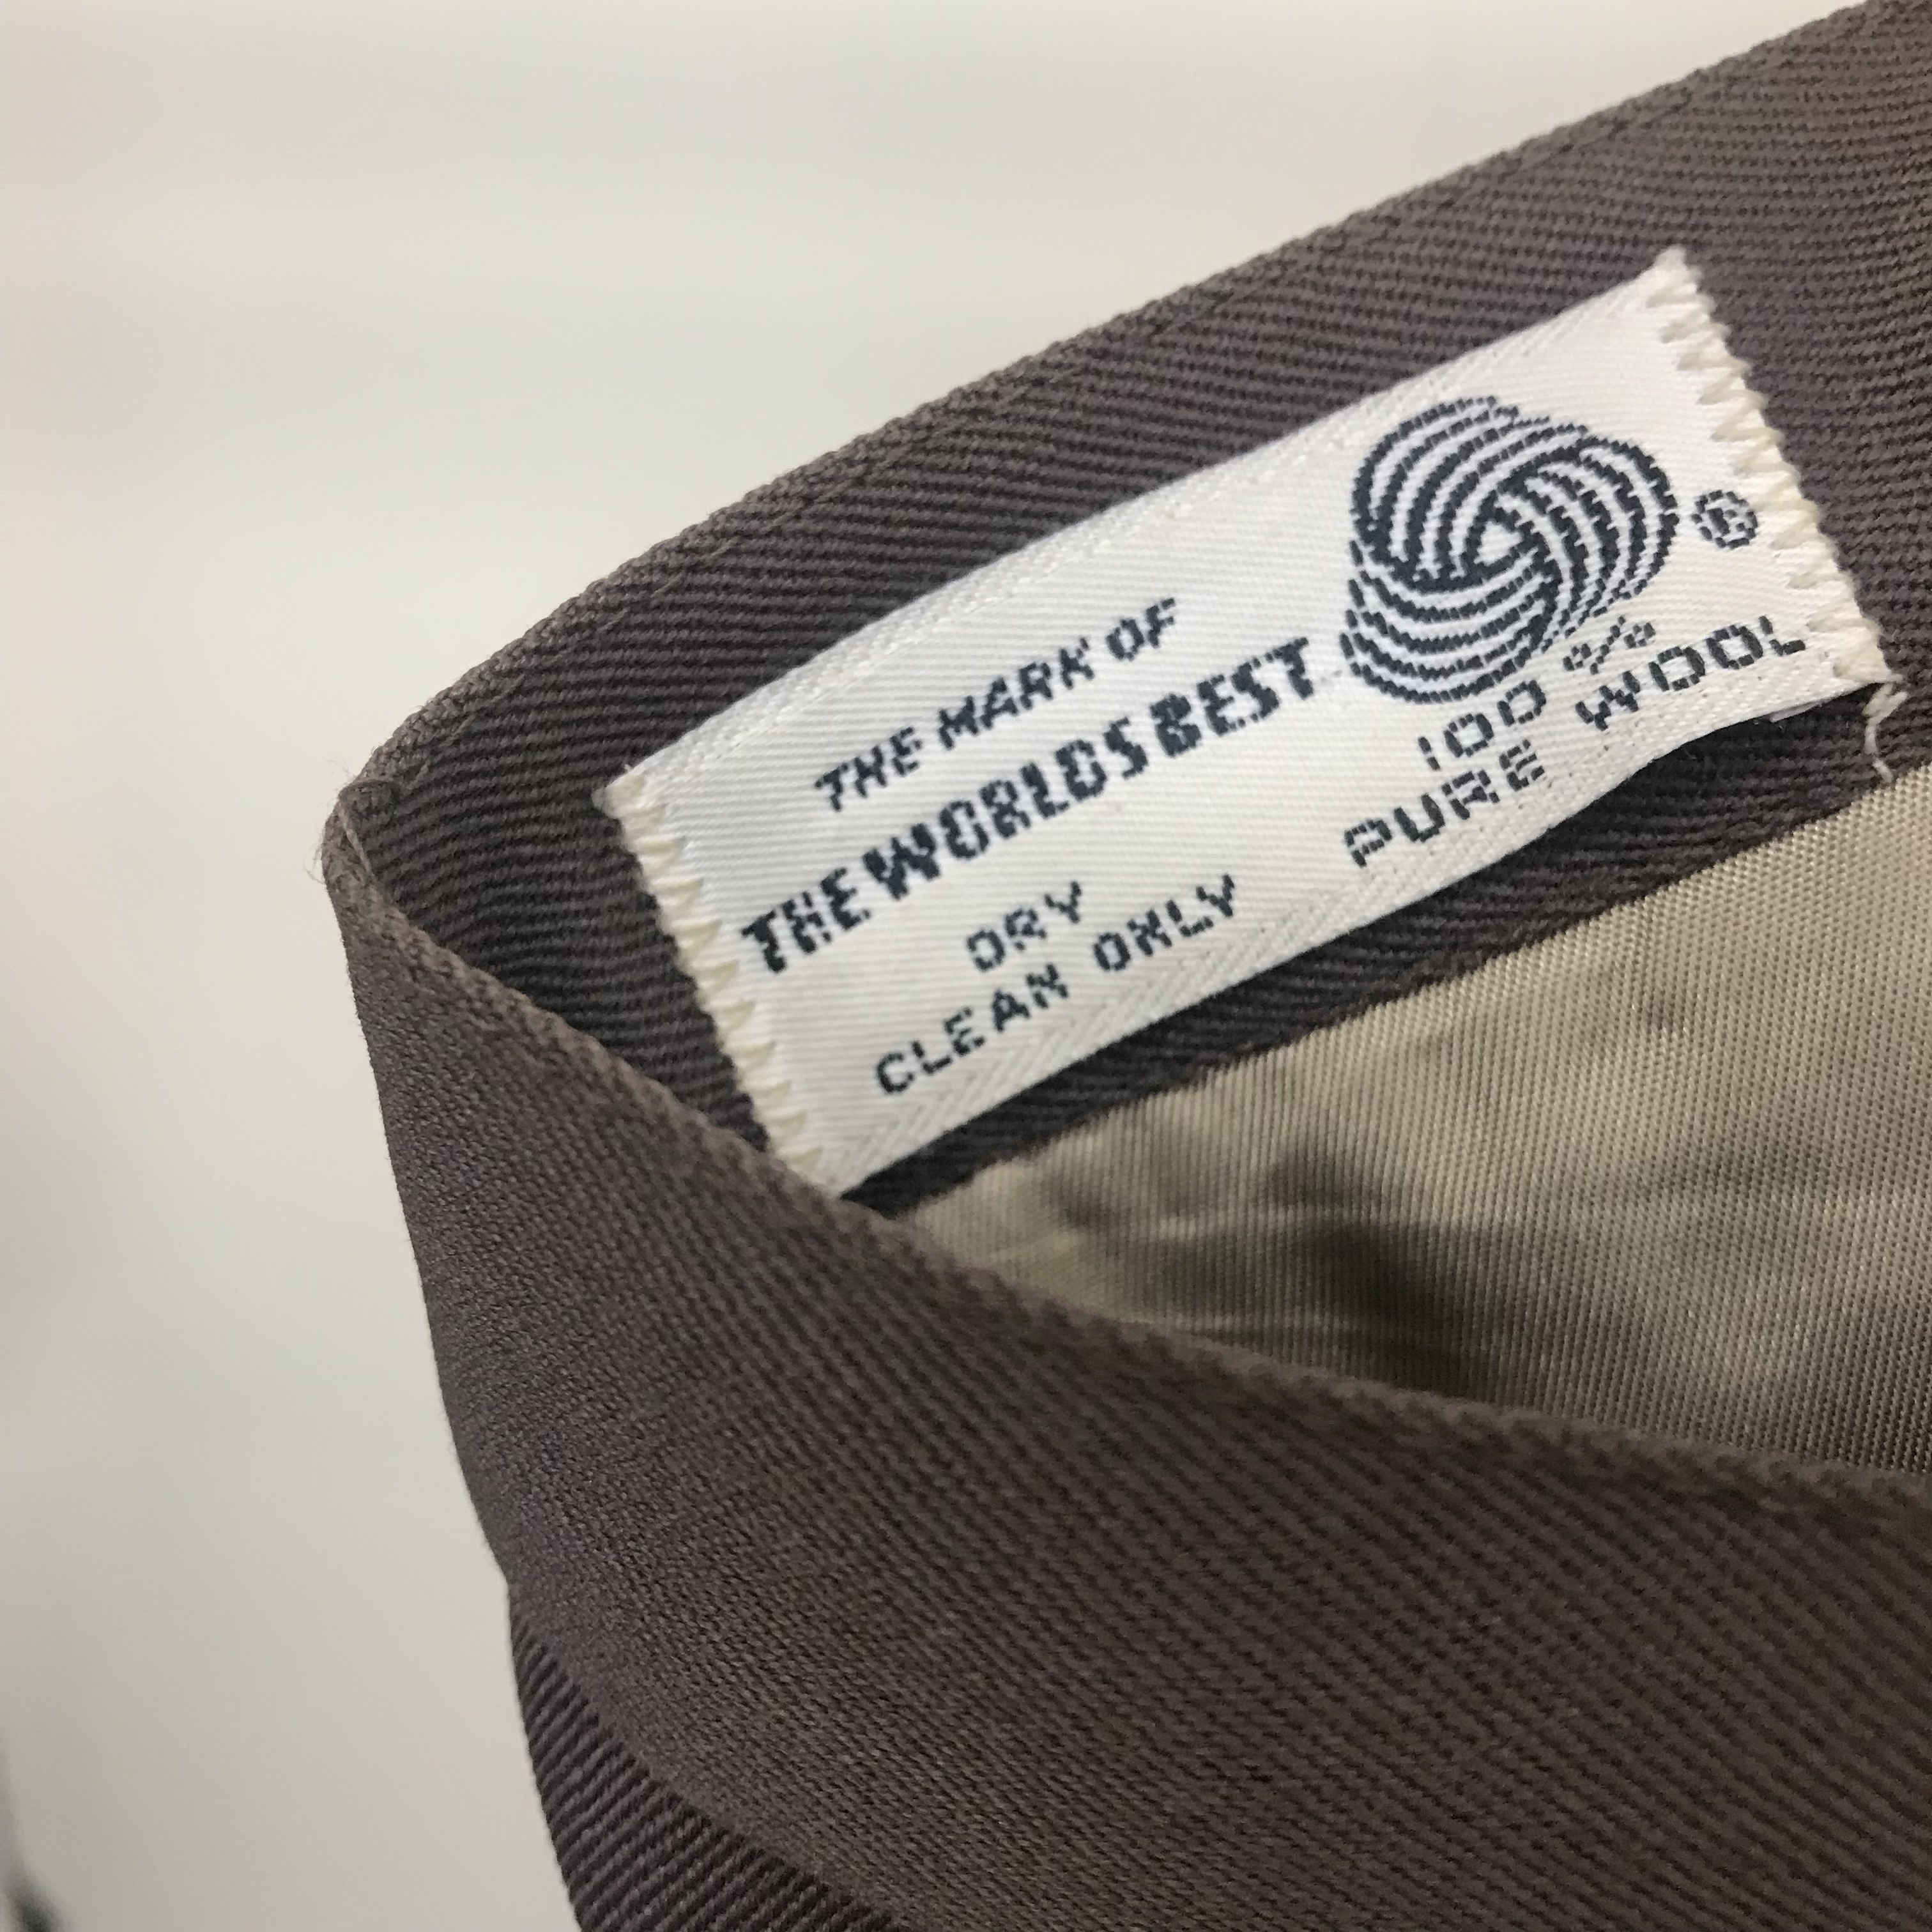 THE MARK OF
THE WORLDS BEST
DRY
CLEAN ONLY
®
100%
PURE WOOL